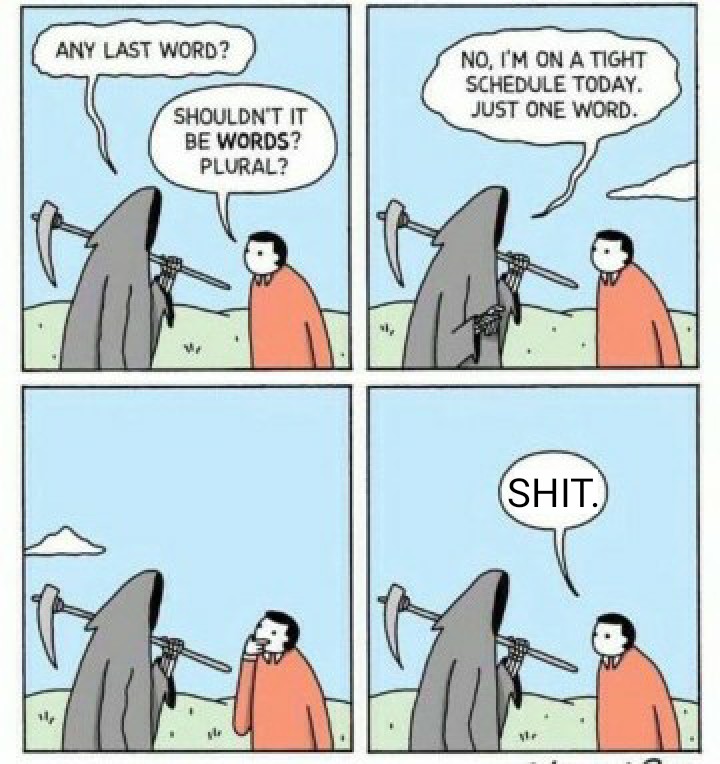 ANY LAST WORD?
SHOULDN'T IT
BE WORDS?
PLURAL?
NO, I'M ON A TIGHT
SCHEDULE TODAY.
JUST ONE WORD.
SHIT.